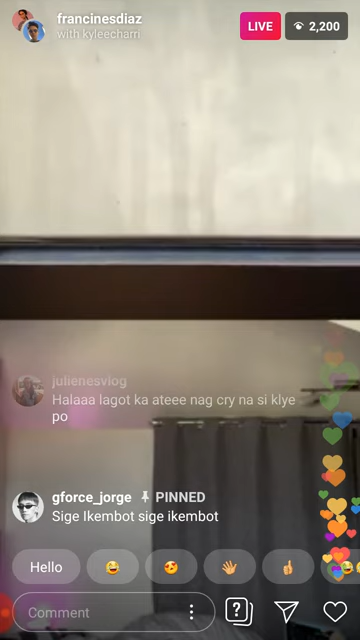 francinesdiaz
with kyleecharri
LIVE
2,200
julienesvlog
Halaaa lagot ka ateee nag cry na si klye
po
gforce_jorge PINNED
Sige Ikembot sige ikembot
Hello
Comment